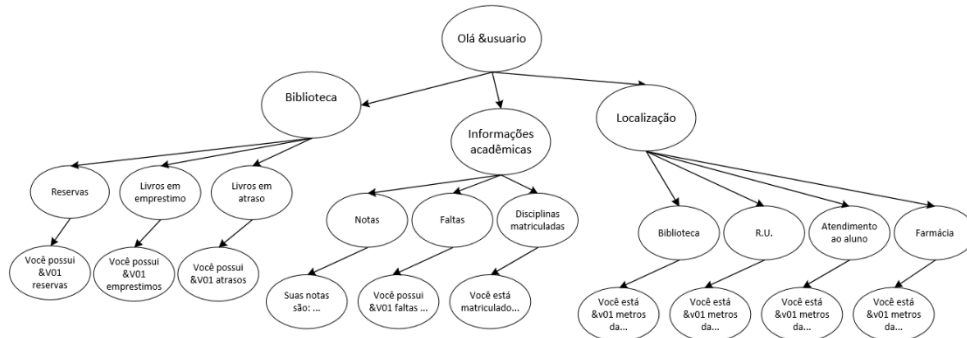 Olá &usuario
Biblioteca
Informações
acadêmicas
Localização
Reservas
Livros em
emprestimo
Livros em
atraso
Notas
Faltas
Disciplinas
matriculadas
Biblioteca
R.U.
Atendimento
ao aluno
Farmácia
Você possui
&V01
reservas
Você possui
&V01
emprestimos
Você possui
&V01 atrasos
Suas notas
são: ...
Você possui
&V01 faltas ...
Você está
matriculado...
Você está
&v01 metros
da...
Você está
&v01 metros
da...
Você está
&v01 metros
da...
Você está
&v01 metros
da...